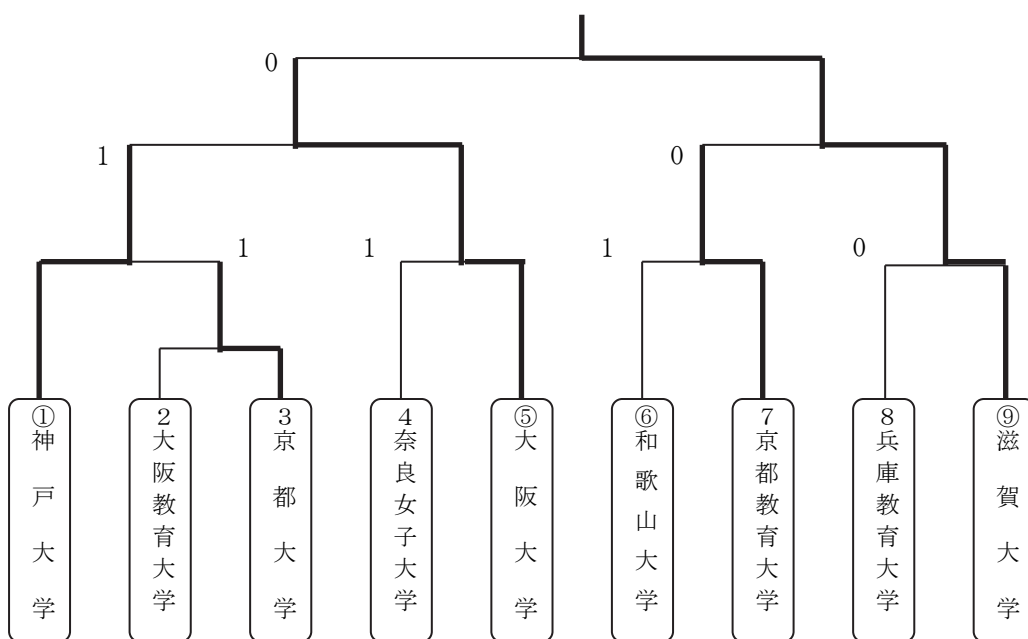 0
1
0
1
1
1
0
①神戸大学
2大阪教育大学
3京都大学
4奈良女子大学
⑤大阪大学
⑥和歌山大学
7京都教育大学
8兵庫教育大学
⑨滋賀大学